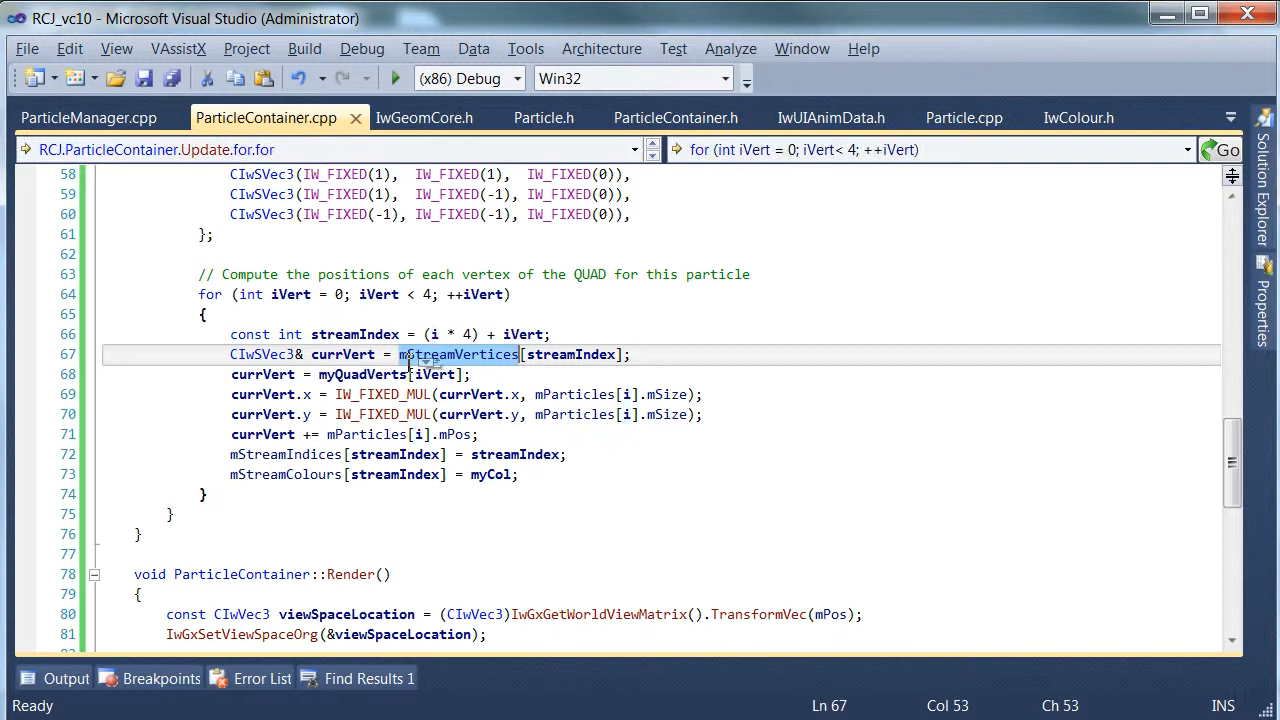 RCJ_vc10 - Microsoft Visual Studio (Administrator)
File Edit View VAssistX Project Build Debug Team Data Tools Architecture Test Analyze Window Help
(x86) Debug Win32
ParticleManager.cpp ParticleContainer.cpp IwGeomCore.h Particle.h ParticleContainer.h IwUIAnimData.h Particle.cpp IwColour.h
RCJ.ParticleContainer.Update.for.for for (int iVert = 0; iVert< 4; ++iVert) Go
58 CIwSVec3(IW_FIXED(1), IW_FIXED(1), IW_FIXED(0)),
59 CIwSVec3(IW_FIXED(1), IW_FIXED(-1), IW_FIXED(0)),
60 CIwSVec3(IW_FIXED(-1), IW_FIXED(-1), IW_FIXED(0)),
61 };
62
63 // Compute the positions of each vertex of the QUAD for this particle
64 for (int iVert = 0; iVert < 4; ++iVert)
65 {
66 const int streamIndex = (i * 4) + iVert;
67 CIwSVec3& currVert = mStreamVertices[streamIndex];
68 currVert = myQuadVerts[iVert];
69 currVert.x = IW_FIXED_MUL(currVert.x, mParticles[i].mSize);
70 currVert.y = IW_FIXED_MUL(currVert.y, mParticles[i].mSize);
71 currVert += mParticles[i].mPos;
72 mStreamIndices[streamIndex] = streamIndex;
73 mStreamColours[streamIndex] = myCol;
74 }
75 }
76 }
77
78 void ParticleContainer::Render()
79 {
80 const CIwVec3 viewSpaceLocation = (CIwVec3)IwGxGetWorldViewMatrix().TransformVec(mPos);
81 IwGxSetViewSpaceOrg(&viewSpaceLocation);
Solution Explorer
Properties
Output Breakpoints Error List Find Results 1
Ready Ln 67 Col 53 Ch 53 INS